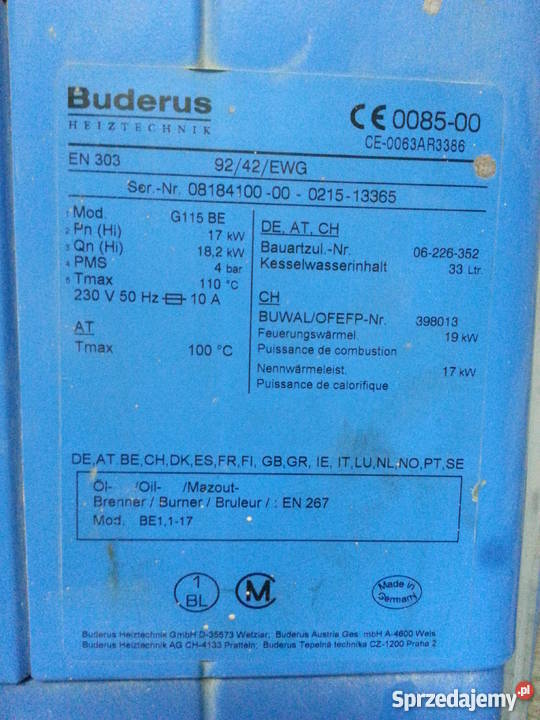 Buderus
HEIZTECHNIK
CE 0085-00
CE-0063AR3386
EN 303 92/42/EWG
Ser.-Nr. 08184100-00 - 0215-13365
1 Mod. G115 BE
2 Pn (Hi) 17 kW
3 Qn (Hi) 18,2 kW
4 PMS 4 bar
5 Tmax 110 °C
230 V 50 Hz 10 A
AT
Tmax 100 °C
DE, AT, CH
Bauartzul.-Nr. 06-226-352
Kesselwasserinhalt 33 Ltr.
CH
BUWAL/OFEFP-Nr. 398013
Feuerungswärmel. 19 kW
Puissance de combustion
Nennwärmeleist. 17 kW
Puissance de calorifique
DE,AT,BE,CH,DK,ES,FR,FI, GB,GR, IE, IT,LU,NL,NO,PT,SE
Öl- /Oil- /Mazout-
Brenner / Burner / Bruleur / : EN 267
Mod. BE1,1-17
1
BL
M
Made in
Germany
Buderus Heiztechnik GmbH D-35573 Wetzlar; Buderus Austria Ges. mbH A-4600 Wels
Buderus Heiztechnik AG CH-4133 Pratteln; Buderus Tepelná technika CZ-1200 Praha 2
Sprzedajemy.pl